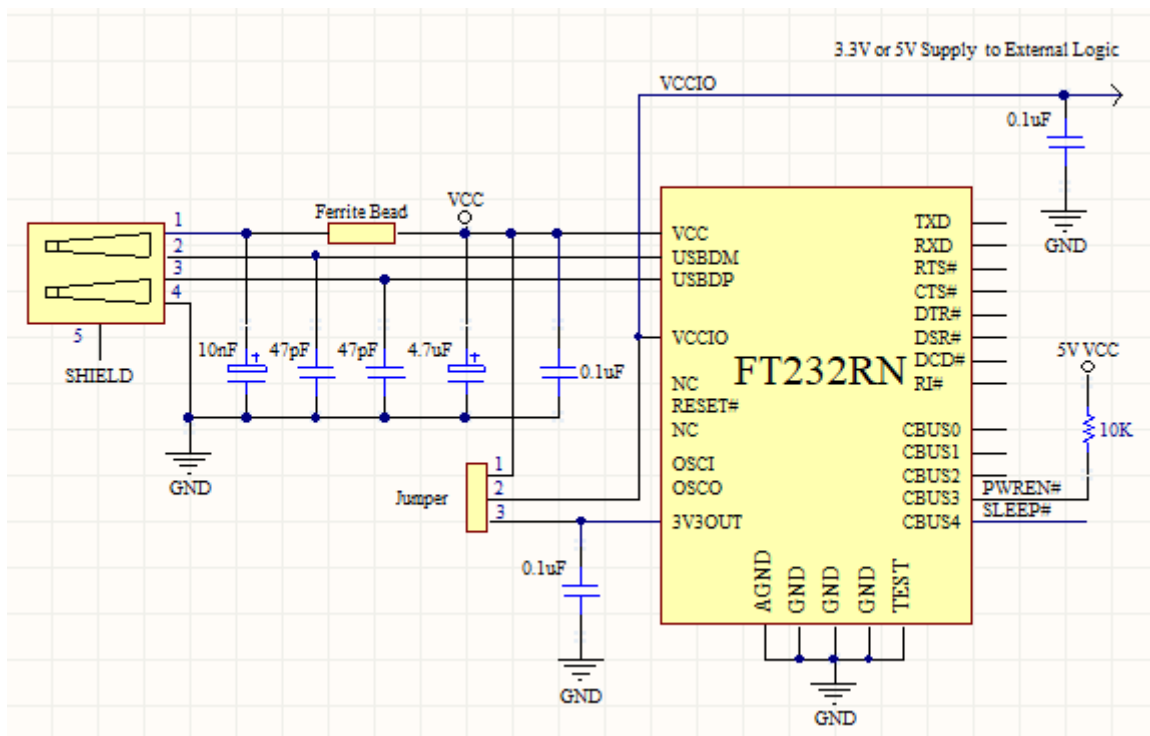 3.3V or 5V Supply to External Logic
VCCIO
0.1uF
GND
VCC
Ferrite Bead
1
2
3
4
5
SHIELD
10nF
+
47pF
47pF
4.7uF
+
0.1uF
GND
Jumper
1
2
3
0.1uF
GND
FT232RN
VCC
USBDM
USBDP
VCCIO
NC
RESET#
NC
OSCI
OSCO
3V3OUT
TXD
RXD
RTS#
CTS#
DTR#
DSR#
DCD#
RI#
CBUS0
CBUS1
CBUS2
CBUS3
CBUS4
PWREN#
SLEEP#
5V VCC
10K
AGND
GND
GND
GND
TEST
GND